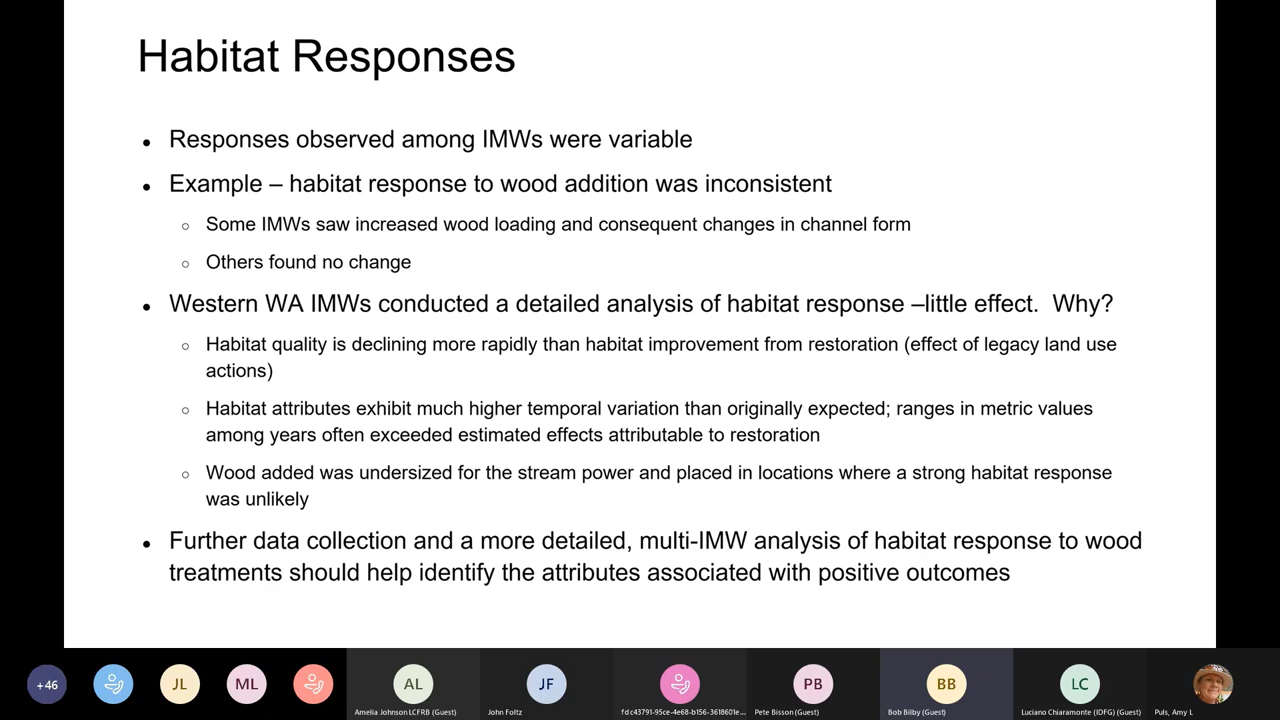 Habitat Responses
• Responses observed among IMWs were variable
• Example – habitat response to wood addition was inconsistent
○ Some IMWs saw increased wood loading and consequent changes in channel form
○ Others found no change
• Western WA IMWs conducted a detailed analysis of habitat response –little effect. Why?
○ Habitat quality is declining more rapidly than habitat improvement from restoration (effect of legacy land use
actions)
○ Habitat attributes exhibit much higher temporal variation than originally expected; ranges in metric values
among years often exceeded estimated effects attributable to restoration
○ Wood added was undersized for the stream power and placed in locations where a strong habitat response
was unlikely
• Further data collection and a more detailed, multi-IMW analysis of habitat response to wood
treatments should help identify the attributes associated with positive outcomes
+46 JL ML AL JF PB BB LC
Amelia Johnson LCFRB (Guest) John Foltz fdc43791-95ce-4e68-b156-3618601e... Pete Bisson (Guest) Bob Bilby (Guest) Luciano Chiaramonte (IDFG) (Guest) Puls, Amy L